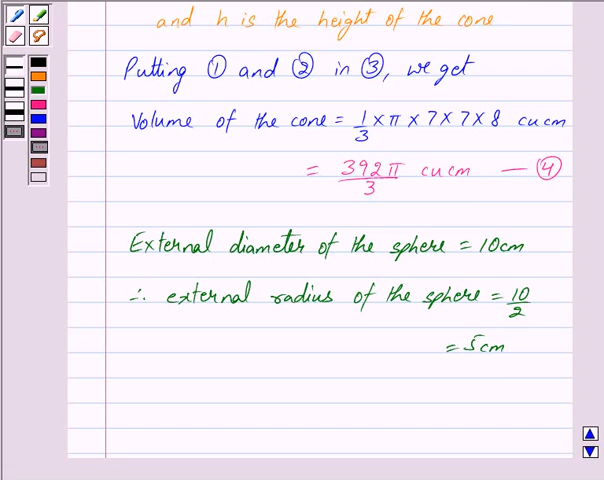 and h is the height of the cone
Putting ① and ② in ③, we get
Volume of the cone = 1/3 × π × 7 × 7 × 8 cu cm
= 392π/3 cu cm — ④
External diameter of the sphere = 10cm
∴ external radius of the sphere = 10/2
= 5cm